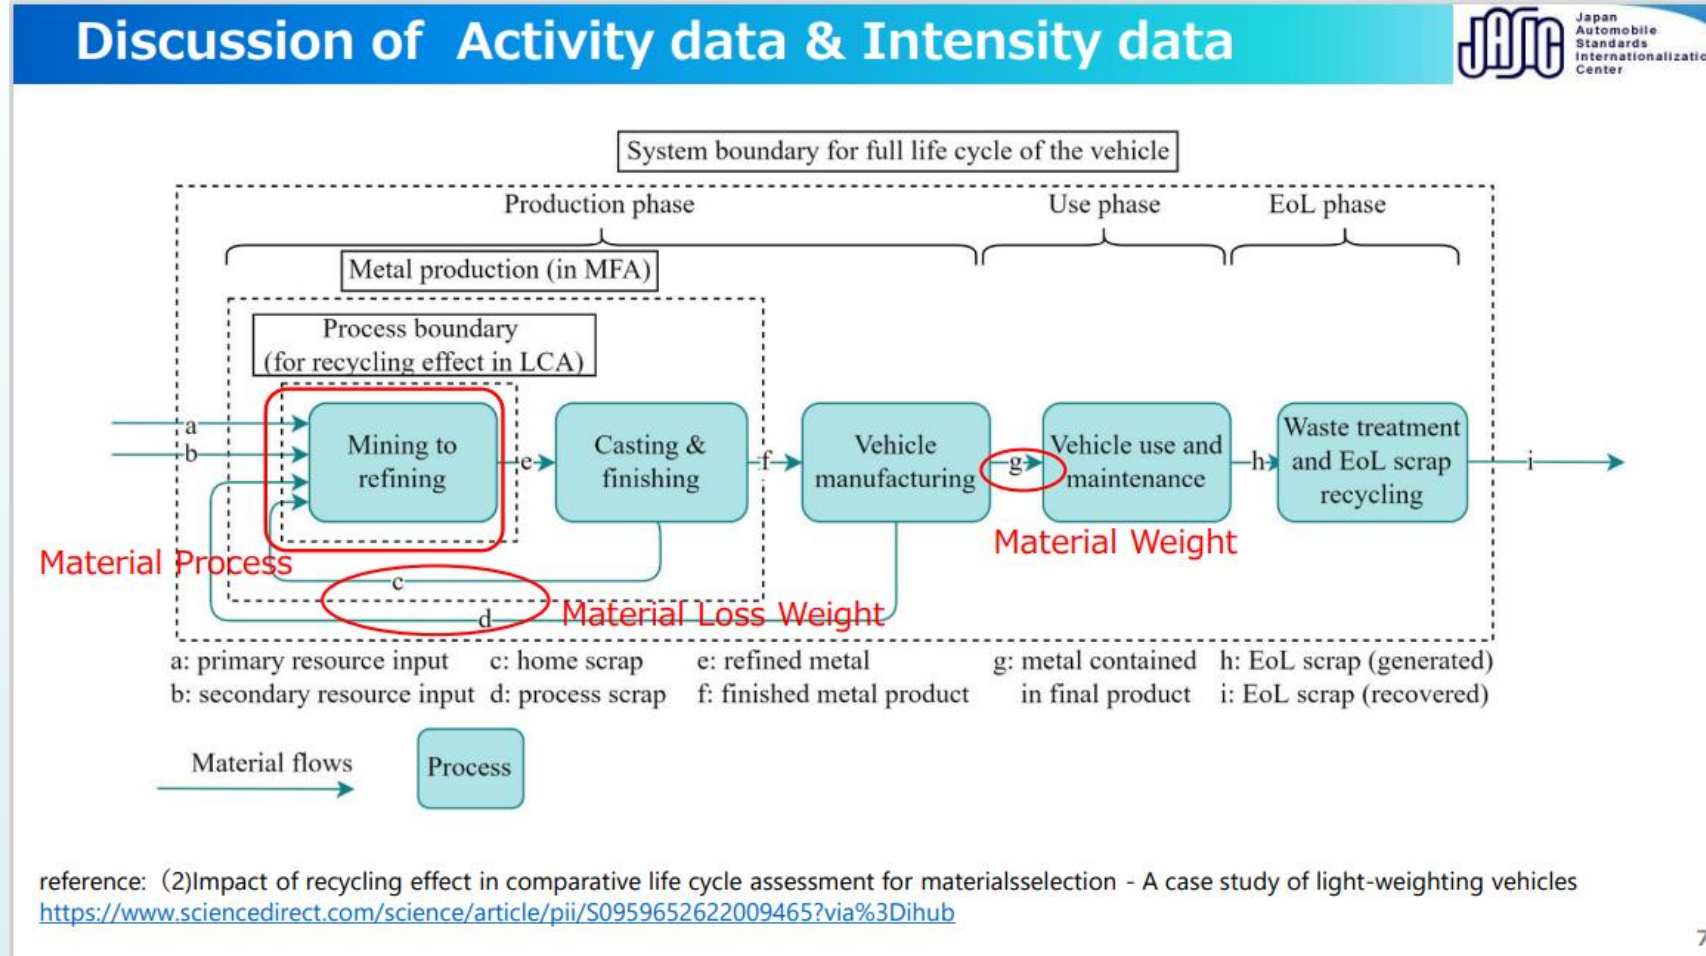 Discussion of  Activity data & Intensity data
JASIC
Japan
Automobile
Standards
Center
System boundary for full life cycle of the vehicle
Production phase
Use phase
EoL phase
Metal production (in MFA)
Process boundary
(for recycling effect in LCA)
a
b
Mining to
refining
e
Casting &
finishing
f
Vehicle
manufacturing
g
Vehicle use and
maintenance
h
Waste treatment
and EoL scrap
recycling
i
Material Process
Material Weight
c
d
Material Loss Weight
a: primary resource input
b: secondary resource input
c: home scrap
d: process scrap
e: refined metal
f: finished metal product
g: metal contained
in final product
h: EoL scrap (generated)
i: EoL scrap (recovered)
Material flows
Process
reference:（2)Impact of recycling effect in comparative life cycle assessment for materialsselection - A case study of light-weighting vehicles
https://www.sciencedirect.com/science/article/pii/S0959652622009465?via%3Dihub
7